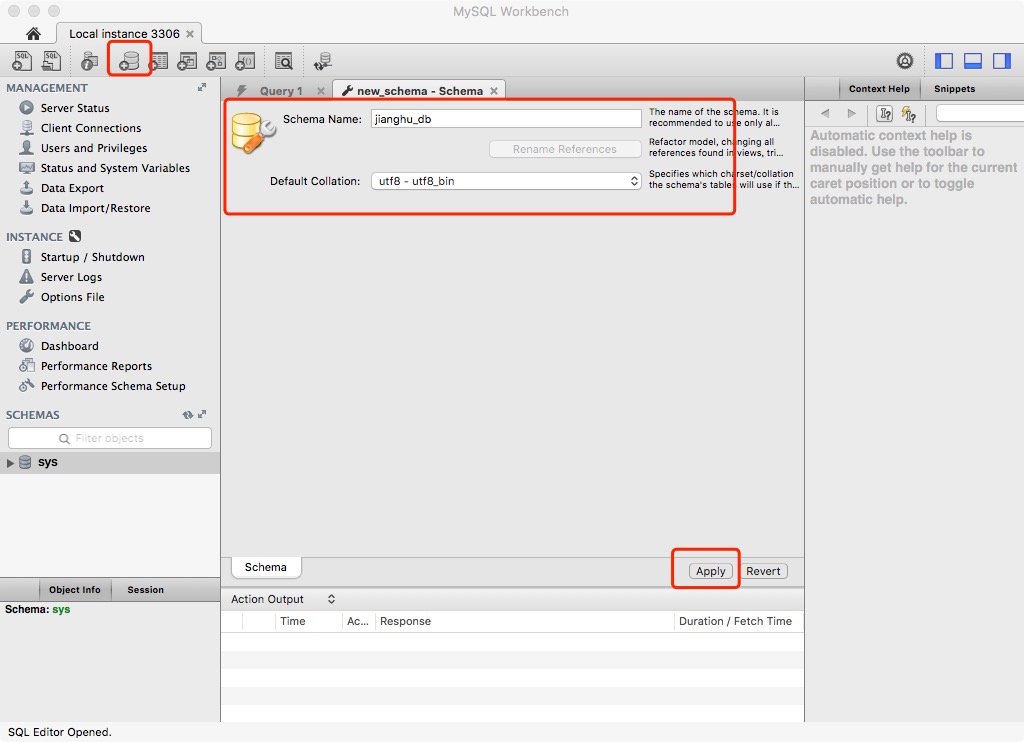 MySQL Workbench
Local instance 3306
SQL
SQL
MANAGEMENT
Server Status
Client Connections
Users and Privileges
Status and System Variables
Data Export
Data Import/Restore
INSTANCE
Startup / Shutdown
Server Logs
Options File
PERFORMANCE
Dashboard
Performance Reports
Performance Schema Setup
SCHEMAS
Filter objects
sys
Object Info
Session
Schema: sys
Query 1
new_schema - Schema
Schema Name:
jianghu_db
The name of the schema. It is
recommended to use only al...
Rename References
Refactor model, changing all
references found in views, tri...
Default Collation:
utf8 - utf8_bin
Specifies which charset/collation
the schema's tables will use if th...
Schema
Apply
Revert
Action Output
Time
Ac...
Response
Duration / Fetch Time
Context Help
Snippets
Automatic context help is
disabled. Use the toolbar to
manually get help for the current
caret position or to toggle
automatic help.
SQL Editor Opened.